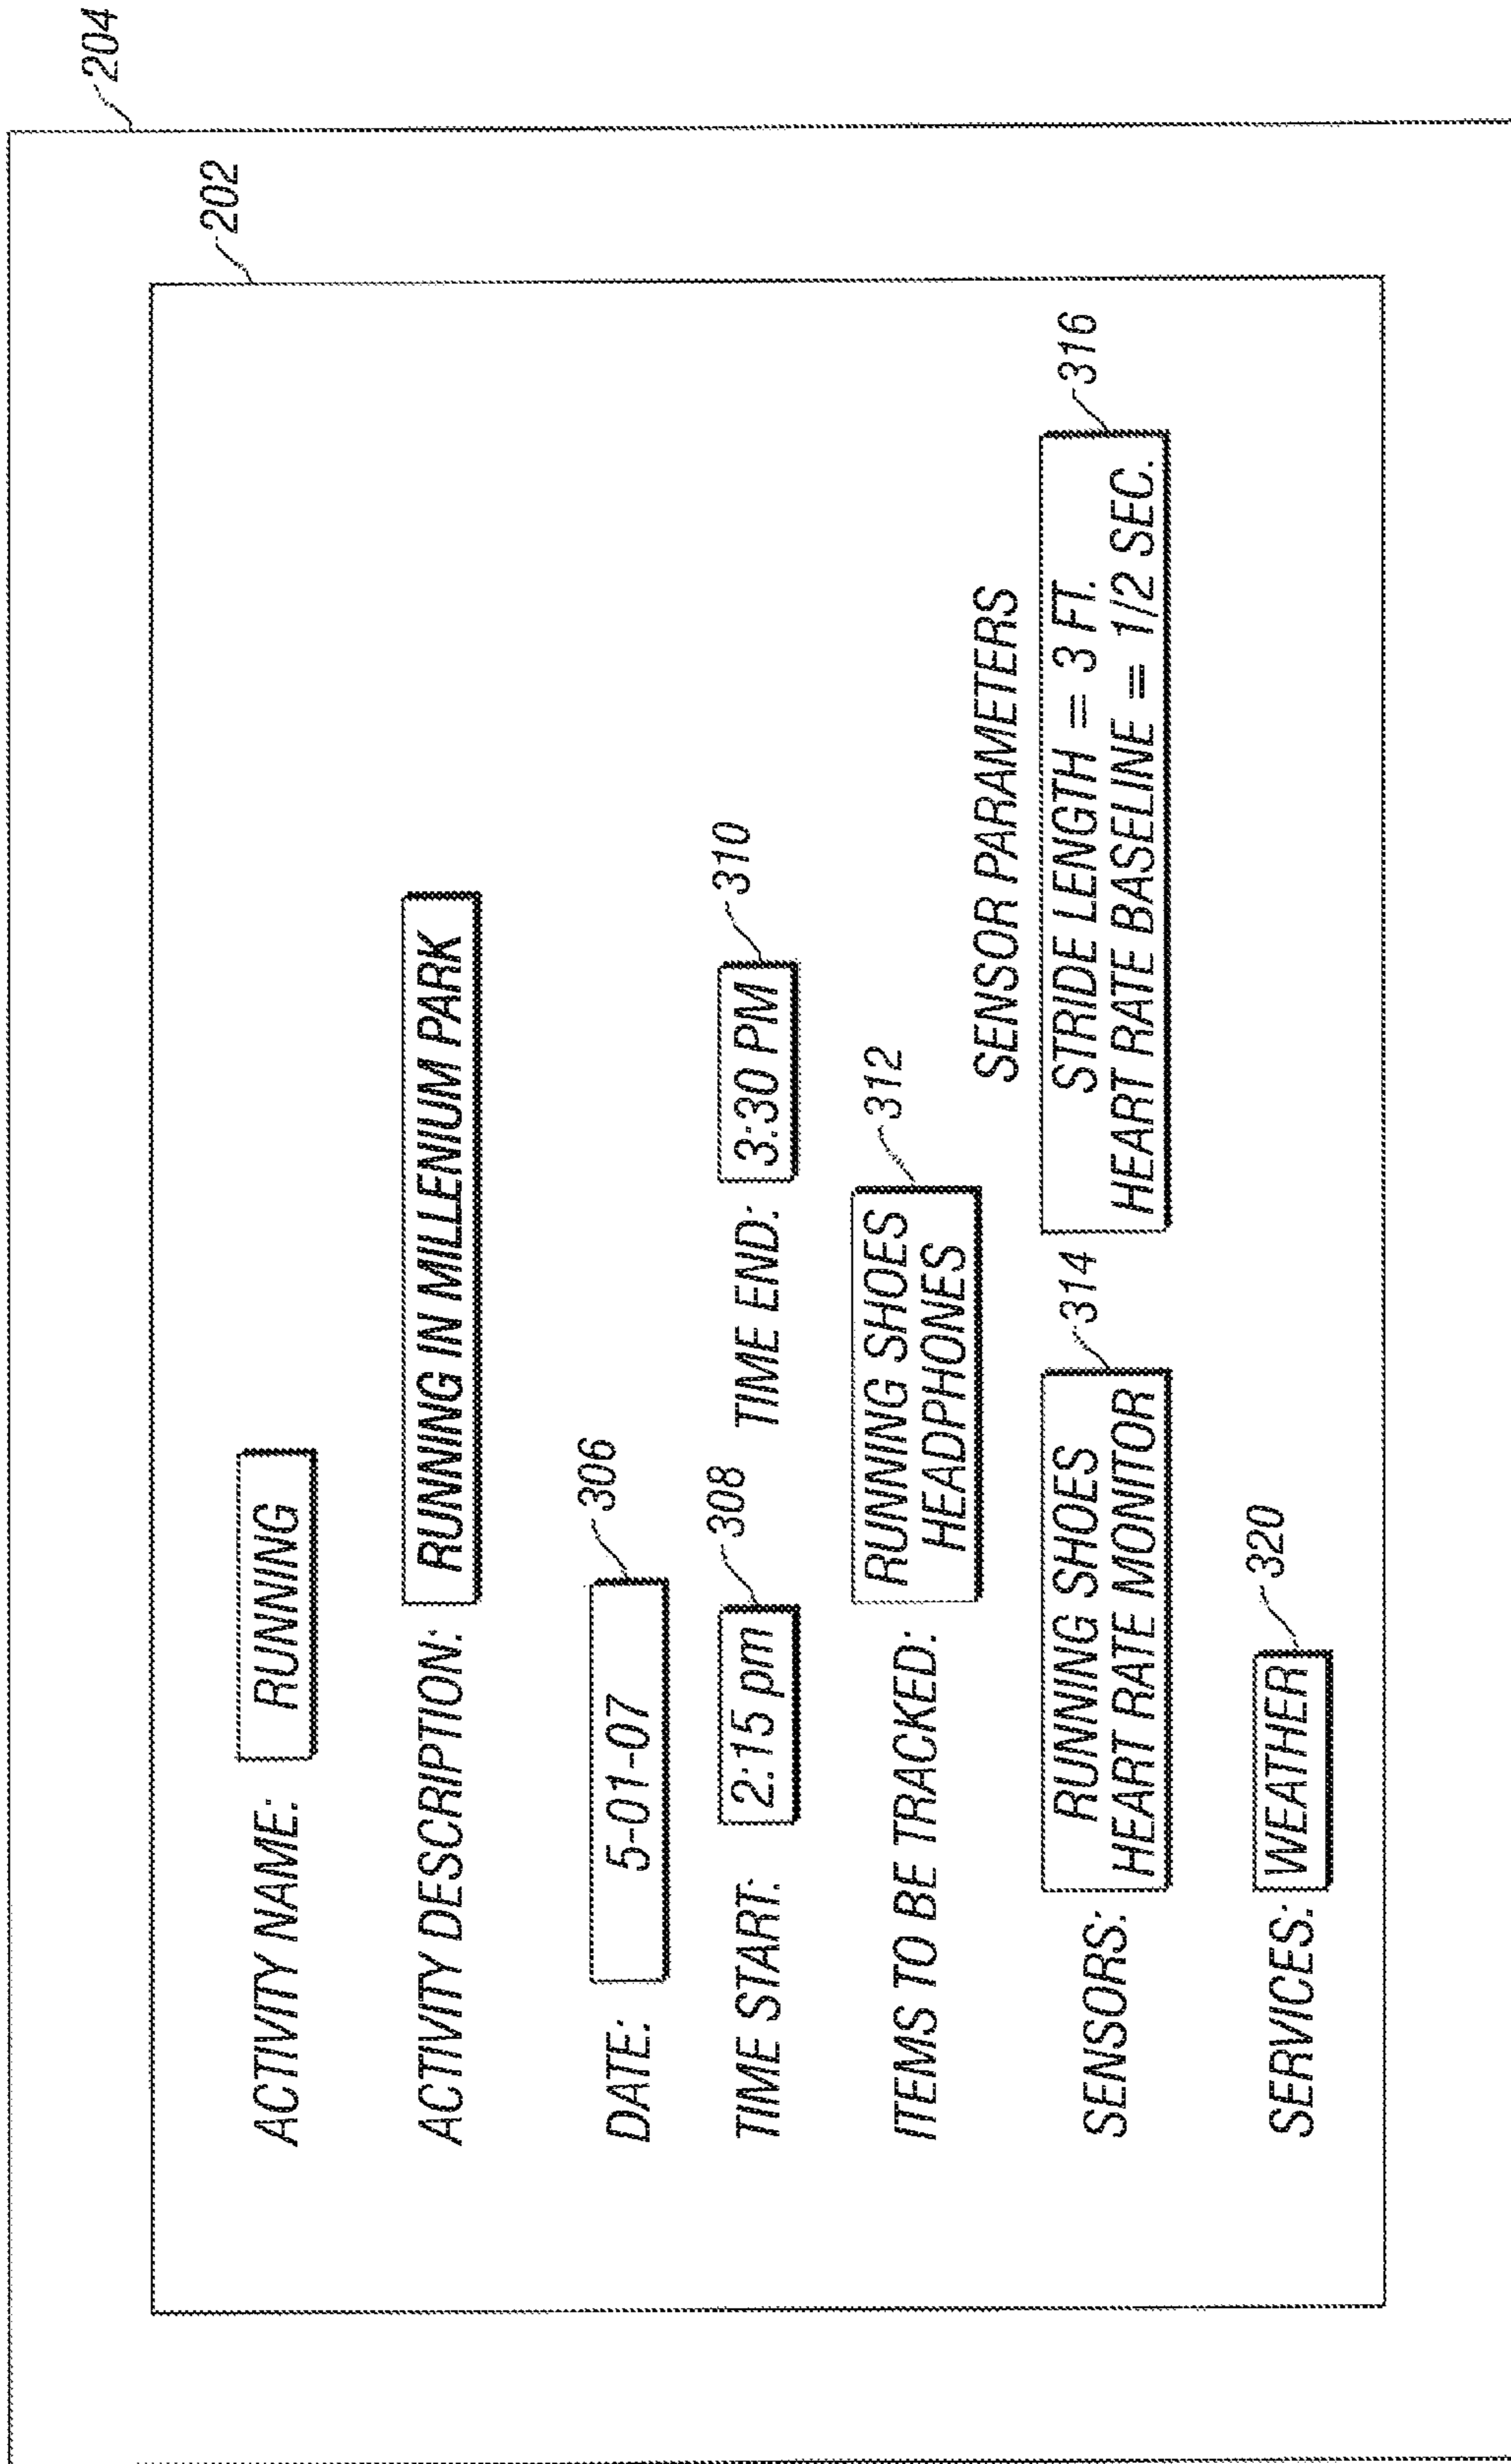 204
202
ACTIVITY NAME: RUNNING
ACTIVITY DESCRIPTION: RUNNING IN MILLENIUM PARK
306
DATE: 5-01-07
308 310
TIME START: 2:15 pm TIME END: 3:30 PM
312
ITEMS TO BE TRACKED: RUNNING SHOES
HEADPHONES
SENSOR PARAMETERS
314 316
SENSORS: RUNNING SHOES STRIDE LENGTH = 3 FT.
HEART RATE MONITOR HEART RATE BASELINE = 1/2 SEC.
320
SERVICES: WEATHER